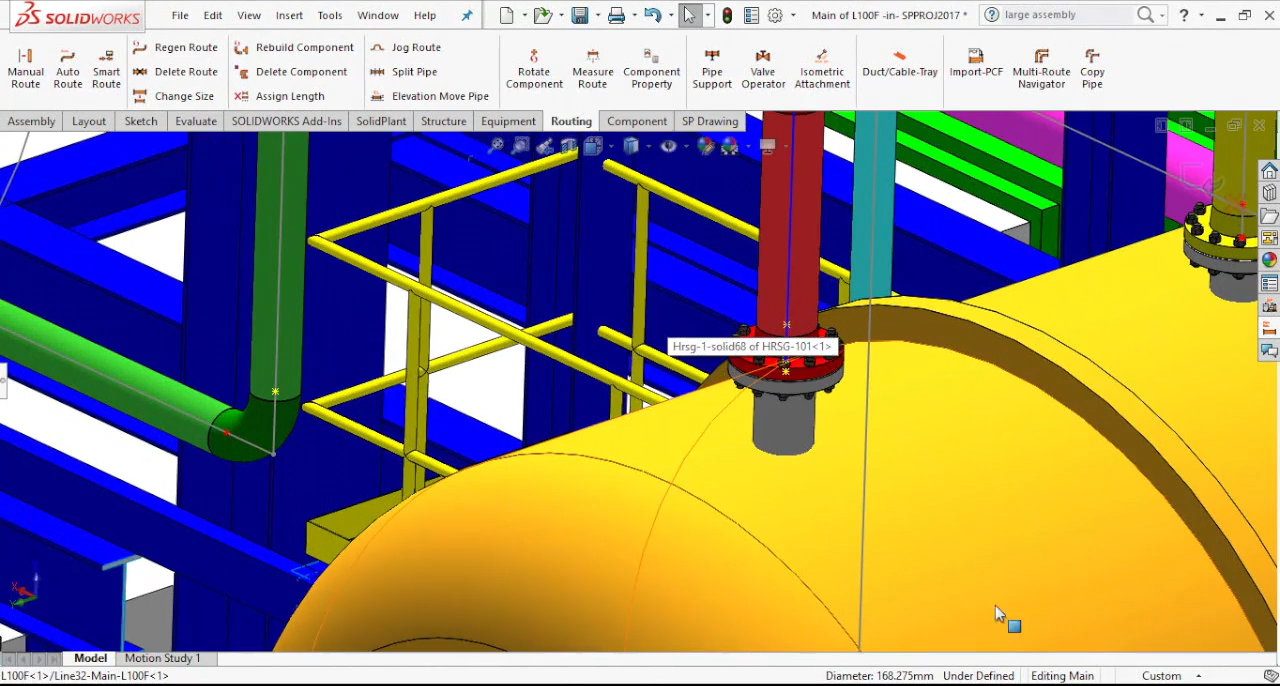 SOLIDWORKS File Edit View Insert Tools Window Help Main of L100F -in- SPPROJ2017 * large assembly
Manual Route
Auto Route
Smart Route
Regen Route
Delete Route
Change Size
Rebuild Component
Delete Component
Assign Length
Jog Route
Split Pipe
Elevation Move Pipe
Rotate Component
Measure Route
Component Property
Pipe Support
Valve Operator
Isometric Attachment
Duct/Cable-Tray
Import-PCF
Multi-Route Navigator
Copy Pipe
Assembly Layout Sketch Evaluate SOLIDWORKS Add-Ins SolidPlant Structure Equipment Routing Component SP Drawing
Hrsg-1-solid68 of HRSG-101<1>
X
Y
Model Motion Study 1
L100F<1>/Line32-Main-L100F<1> Diameter: 168.275mm Under Defined Editing Main Custom